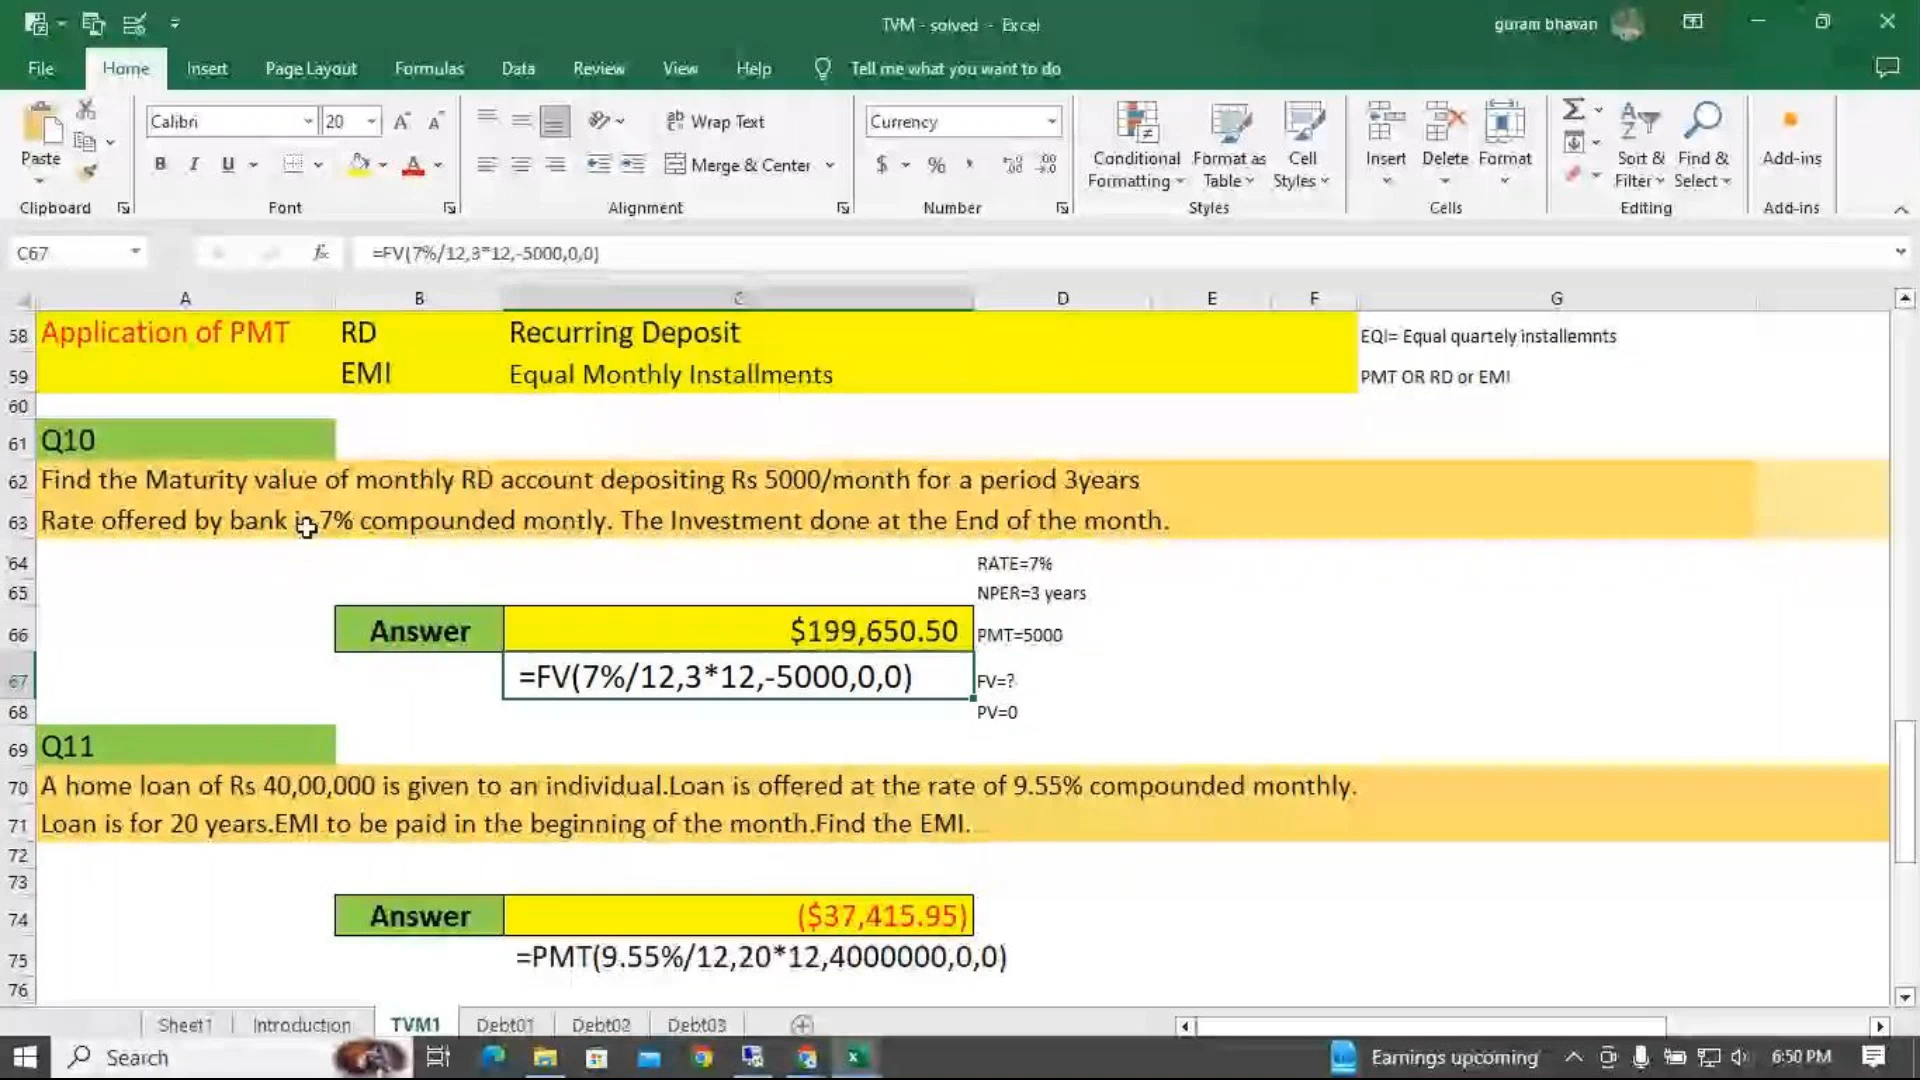 TVM - solved - Excel
guram bhavan
File Home Insert Page Layout Formulas Data Review View Help Tell me what you want to do
Paste
Clipboard
Calibri 20
B I U
Font
Wrap Text
Merge & Center
Alignment
Currency
$ %
Number
Conditional Formatting
Format as Table
Cell Styles
Styles
Insert Delete Format
Cells
Sort & Filter
Find & Select
Editing
Add-ins
Add-ins
C67 fx =FV(7%/12,3*12,-5000,0,0)
A B C D E F G
58 Application of PMT RD Recurring Deposit EQI= Equal quartely installemnts
59 EMI Equal Monthly Installments PMT OR RD or EMI
60
61 Q10
62 Find the Maturity value of monthly RD account depositing Rs 5000/month for a period 3years
63 Rate offered by bank is 7% compounded montly. The Investment done at the End of the month.
64 RATE=7%
65 NPER=3 years
66 Answer $199,650.50 PMT=5000
67 =FV(7%/12,3*12,-5000,0,0) FV=?
68 PV=0
69 Q11
70 A home loan of Rs 40,00,000 is given to an individual.Loan is offered at the rate of 9.55% compounded monthly.
71 Loan is for 20 years.EMI to be paid in the beginning of the month.Find the EMI.
72
73
74 Answer ($37,415.95)
75 =PMT(9.55%/12,20*12,4000000,0,0)
76
Sheet1 Introduction TVM1 Debt01 Debt02 Debt03
Search
Earnings upcoming
6:50 PM